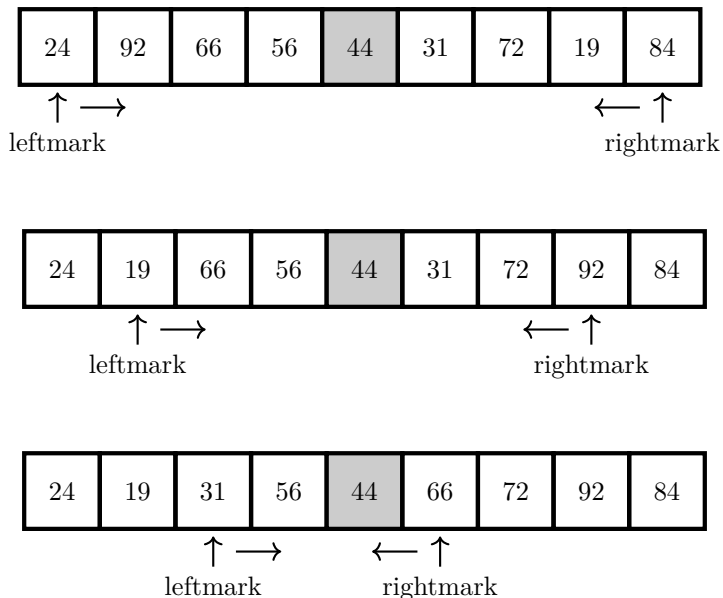 24 92 66 56 44 31 72 19 84
leftmark rightmark
24 19 66 56 44 31 72 92 84
leftmark rightmark
24 19 31 56 44 66 72 92 84
leftmark rightmark